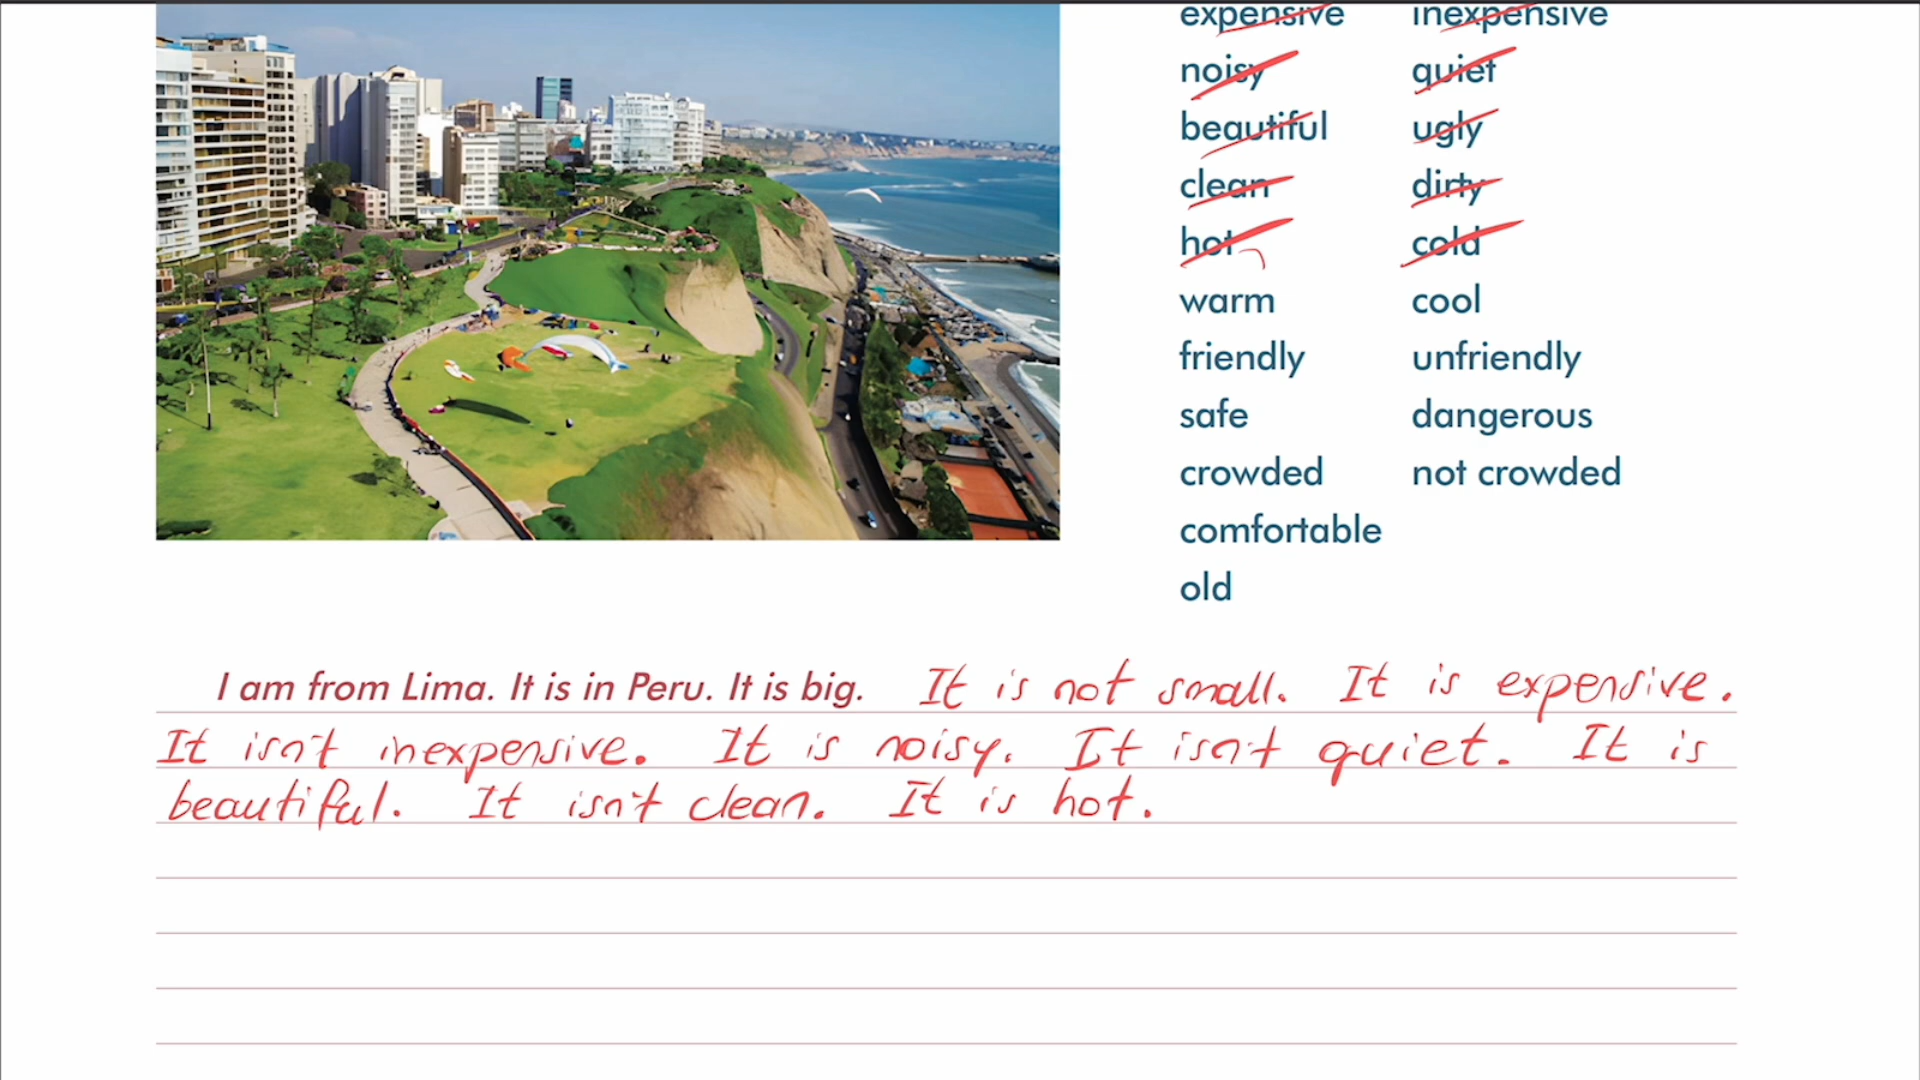 expensive inexpensive
noisy quiet
beautiful ugly
clean dirty
hot cold
warm cool
friendly unfriendly
safe dangerous
crowded not crowded
comfortable
old
I am from Lima. It is in Peru. It is big. It is not small. It is expensive.
It isn't inexpensive. It is noisy. It isn't quiet. It is
beautiful. It isn't clean. It is hot.